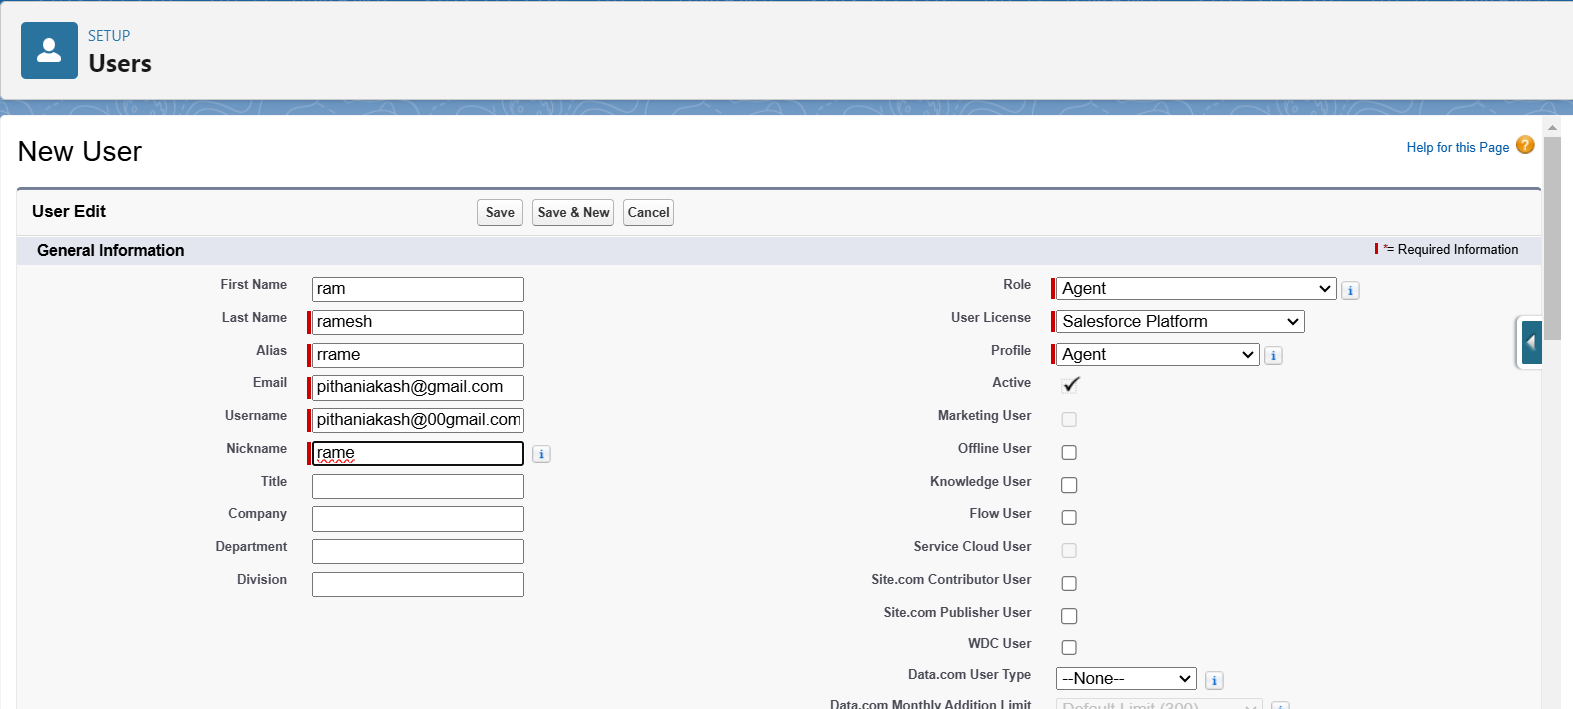 SETUP
Users
New User
Help for this Page ?
User Edit
Save
Save & New
Cancel
General Information
*= Required Information
First Name
ram
Last Name
ramesh
Alias
rrame
Email
pithaniakash@gmail.com
Username
pithaniakash@00gmail.com
Nickname
rame
i
Title
Company
Department
Division
Role
Agent
i
User License
Salesforce Platform
Profile
Agent
i
Active
Marketing User
Offline User
Knowledge User
Flow User
Service Cloud User
Site.com Contributor User
Site.com Publisher User
WDC User
Data.com User Type
--None--
i
Data.com Monthly Addition Limit
Default Limit (300)